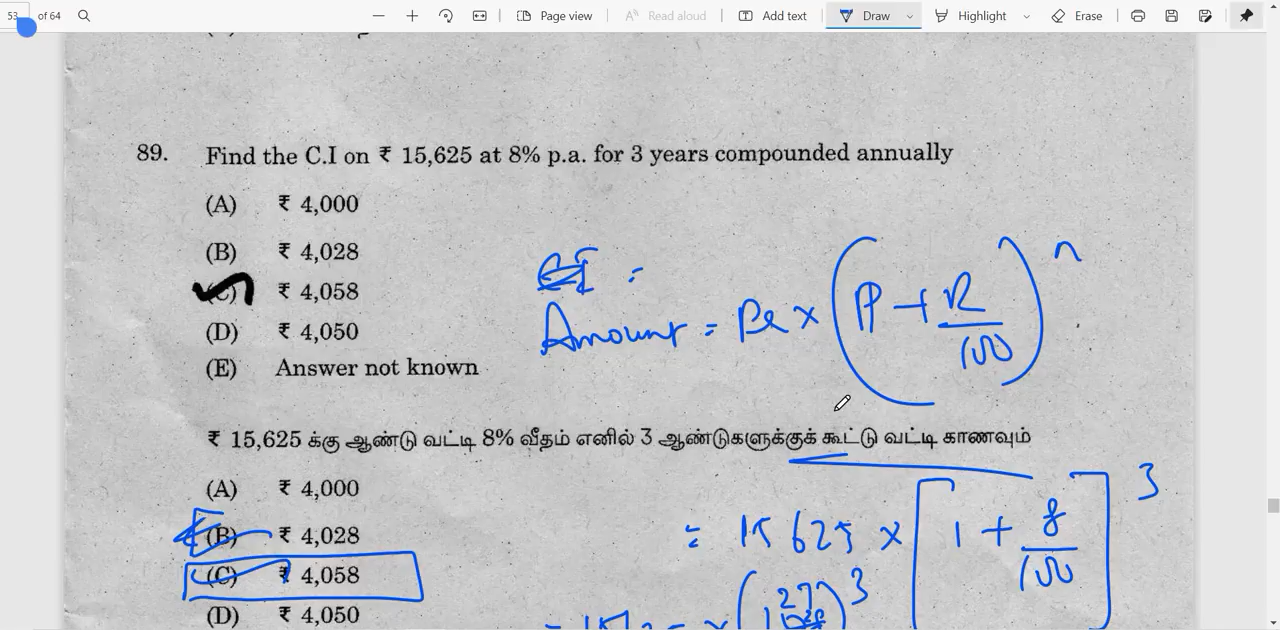 53 of 64 Page view Read aloud Add text Draw Highlight Erase
89. Find the C.I on ₹ 15,625 at 8% p.a. for 3 years compounded annually
(A) ₹ 4,000
(B) ₹ 4,028
(C) ₹ 4,058
(D) ₹ 4,050
(E) Answer not known
CI :
Amount = Pr × (P + R/100)^n
₹ 15,625 க்கு ஆண்டு வட்டி 8% வீதம் எனில் 3 ஆண்டுகளுக்குக் கூட்டு வட்டி காணவும்
(A) ₹ 4,000
(B) ₹ 4,028
(C) ₹ 4,058
(D) ₹ 4,050
= 15625 × [1 + 8/100]^3